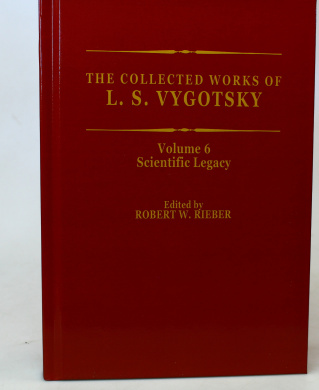 THE COLLECTED WORKS OF
L. S. VYGOTSKY
Volume 6
Scientific Legacy
Edited by
ROBERT W. RIEBER